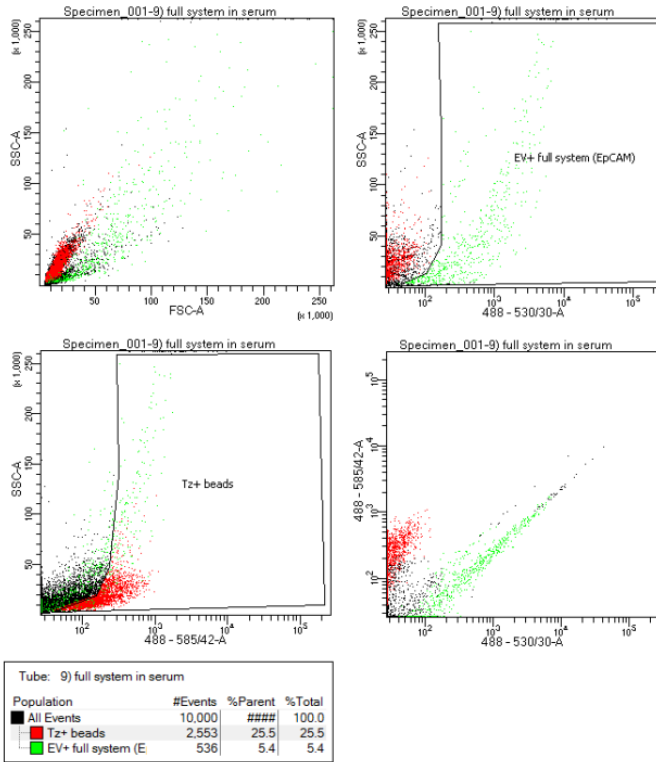 Specimen_001-9) full system in serum
Specimen_001-9) full system in serum
(x 1,000)
SSC-A
50 100 150 200 250
50 100 150 200 250
FSC-A
(x 1,000)
(x 1,000)
SSC-A
50 100 150 200 250
EV+ full system (EpCAM)
10^2 10^3 10^4 10^5
488 - 530/30-A
Specimen_001-9) full system in serum
Specimen_001-9) full system in serum
(x 1,000)
SSC-A
50 100 150 200 250
Tz+ beads
10^2 10^3 10^4 10^5
488 - 585/42-A
488 - 585/42-A
10^2 10^3 10^4 10^5
10^2 10^3 10^4 10^5
488 - 530/30-A
Tube: 9) full system in serum
Population #Events %Parent %Total
All Events 10,000 #### 100.0
Tz+ beads 2,553 25.5 25.5
EV+ full system (E 536 5.4 5.4